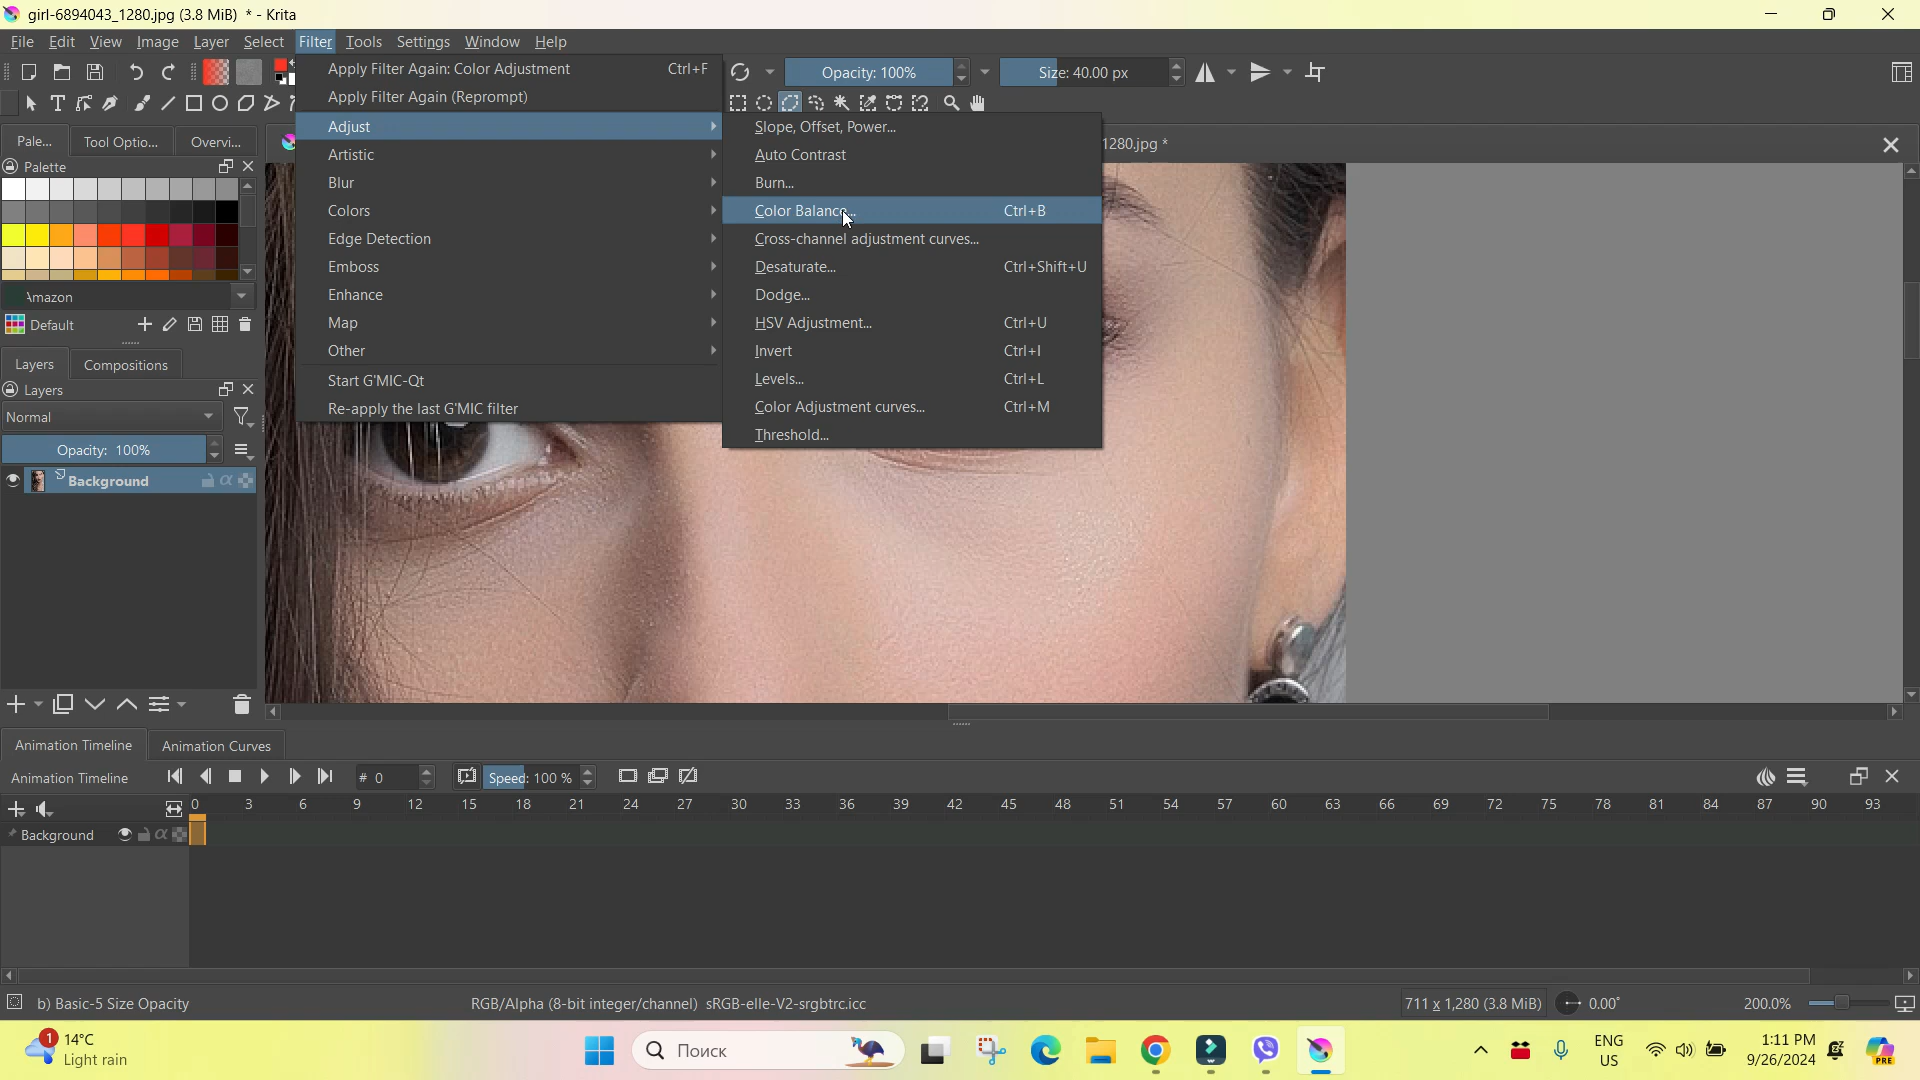 girl-6894043_1280.jpg (3.8 MiB) * - Krita
File Edit View Image Layer Select Filter Tools Settings Window Help
Apply Filter Again: Color Adjustment Ctrl+F
Apply Filter Again (Reprompt)
Adjust
Artistic
Blur
Colors
Edge Detection
Emboss
Enhance
Map
Other
Start G'MIC-Qt
Re-apply the last G'MIC filter
Slope, Offset, Power...
Auto Contrast
Burn...
Color Balance... Ctrl+B
Cross-channel adjustment curves...
Desaturate... Ctrl+Shift+U
Dodge...
HSV Adjustment... Ctrl+U
Invert Ctrl+I
Levels... Ctrl+L
Color Adjustment curves... Ctrl+M
Threshold...
Opacity: 100%
Size: 40.00 px
1280.jpg *
Pale... Tool Optio... Overvi...
Palette
Amazon
Default
Layers Compositions
Layers
Normal
Opacity: 100%
Background
Animation Timeline Animation Curves
Animation Timeline # 0 Speed: 100 %
0 3 6 9 12 15 18 21 24 27 30 33 36 39 42 45 48 51 54 57 60 63 66 69 72 75 78 81 84 87 90 93
Background
b) Basic-5 Size Opacity
RGB/Alpha (8-bit integer/channel) sRGB-elle-V2-srgbtrc.icc
711 x 1,280 (3.8 MiB) 0.00° 200.0%
1
14°C
Light rain
Поиск
ENG
US
1:11 PM
9/26/2024
PRE